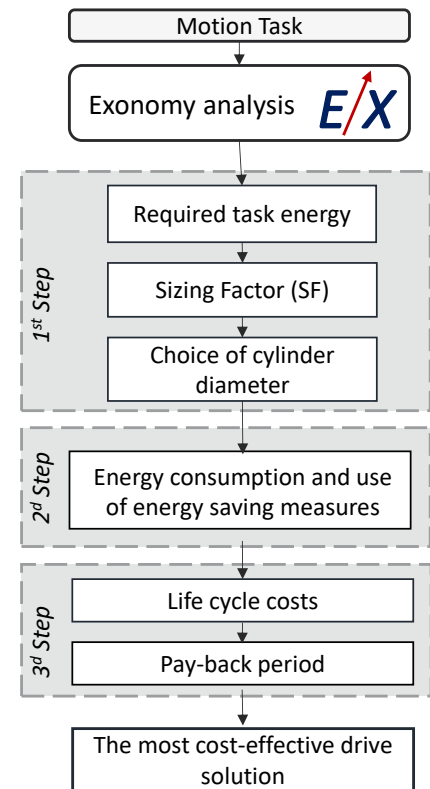 Motion Task
Exonomy analysis
E/X
1st Step
Required task energy
Sizing Factor (SF)
Choice of cylinder
diameter
2d Step
Energy consumption and use
of energy saving measures
3d Step
Life cycle costs
Pay-back period
The most cost-effective drive
solution